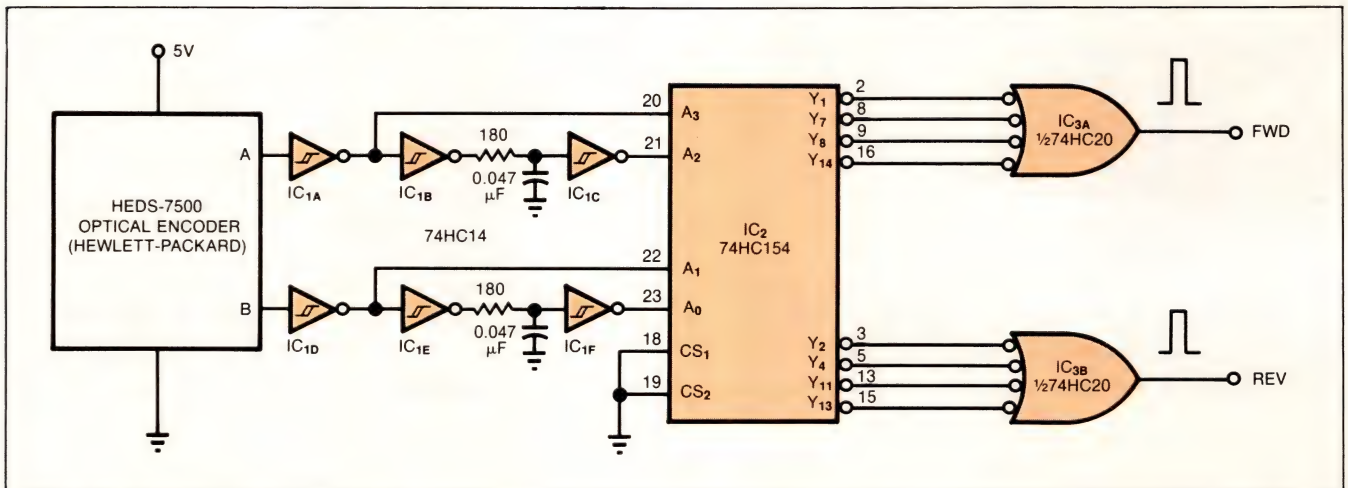 5V
HEDS-7500
OPTICAL ENCODER
(HEWLETT-PACKARD)
A
B
IC1A
IC1B
180
0.047
µF
IC1C
74HC14
IC1D
IC1E
180
0.047
µF
IC1F
20
21
22
23
18
19
A3
A2
A1
A0
CS1
CS2
IC2
74HC154
Y1
Y7
Y8
Y14
2
8
9
16
Y2
Y4
Y11
Y13
3
5
13
15
IC3A
½74HC20
FWD
IC3B
½74HC20
REV